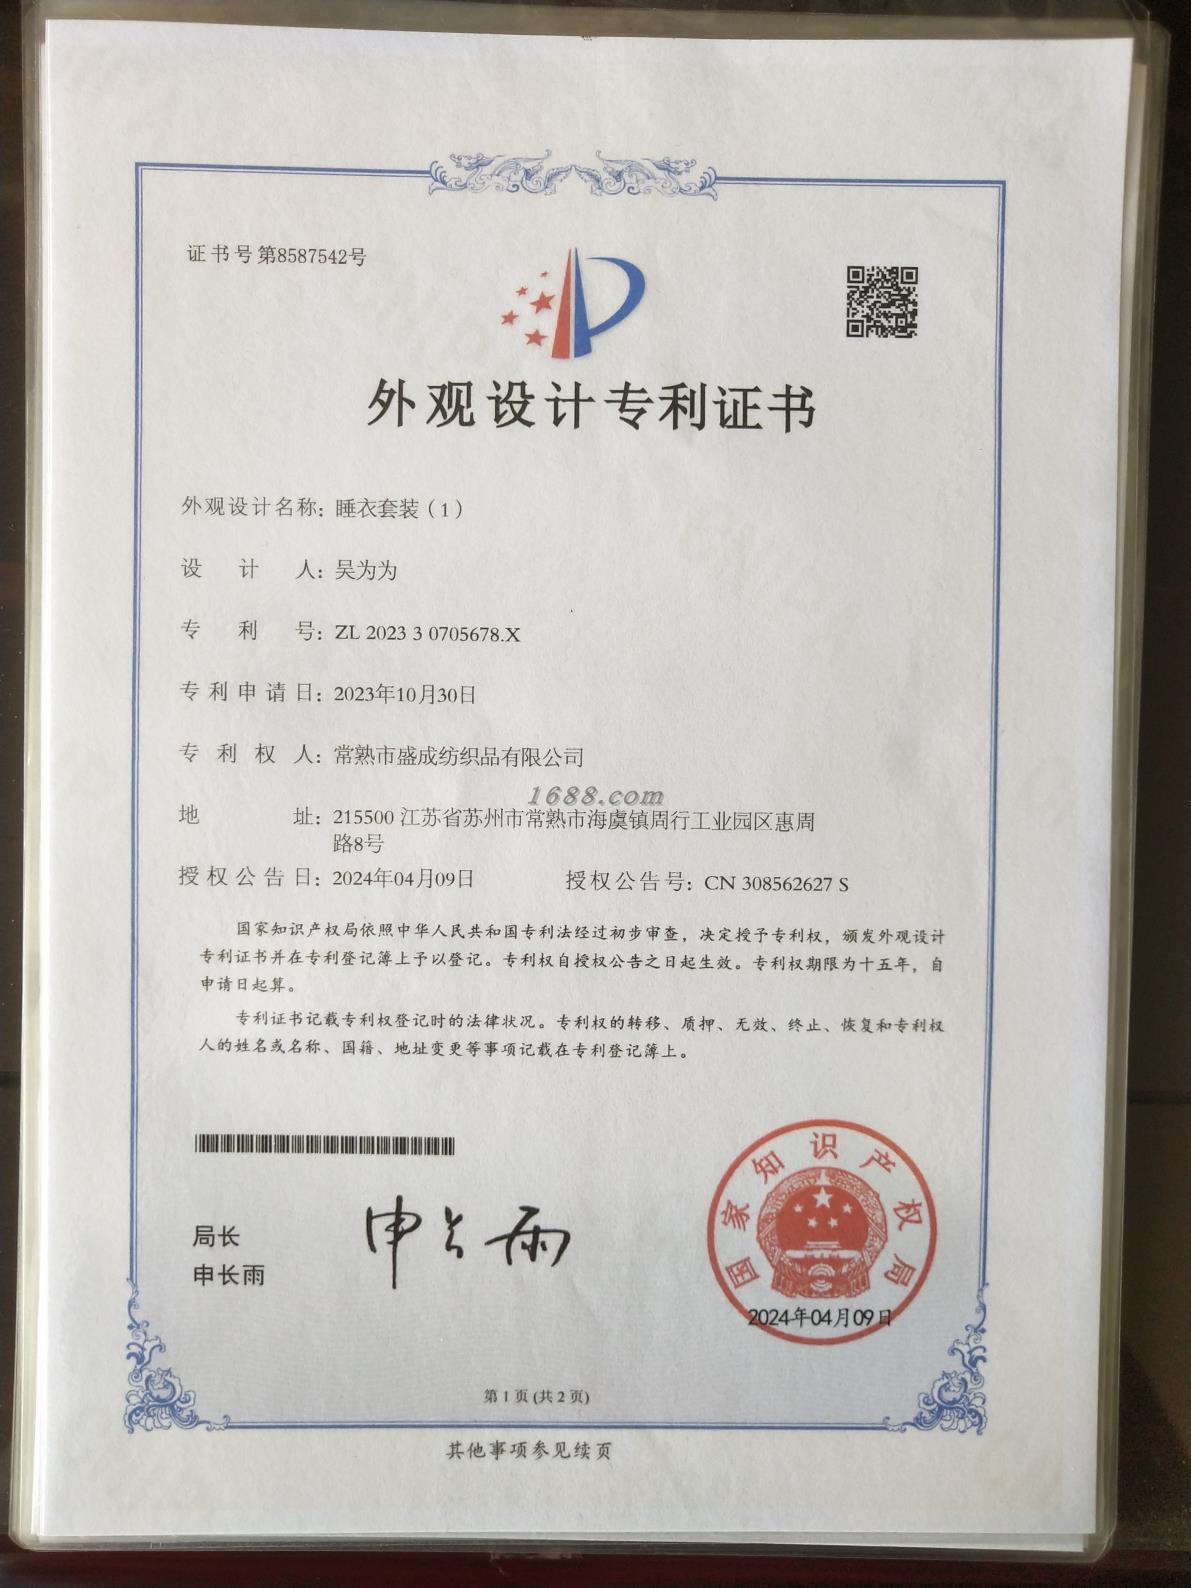 证书号第8587542号
外观设计专利证书
外观设计名称：睡衣套装（1）
设计人：吴为为
专利号：ZL 2023 3 0705678.X
专利申请日：2023年10月30日
专利权人：常熟市盛成纺织品有限公司
1688.com
地址：215500 江苏省苏州市常熟市海虞镇周行工业园区惠周
路8号
授权公告日：2024年04月09日 授权公告号：CN 308562627 S
国家知识产权局依照中华人民共和国专利法经过初步审查，决定授予专利权，颁发外观设计
专利证书并在专利登记簿上予以登记。专利权自授权公告之日起生效。专利权期限为十五年，自
申请日起算。
专利证书记载专利权登记时的法律状况。专利权的转移、质押、无效、终止、恢复和专利权
人的姓名或名称、国籍、地址变更等事项记载在专利登记簿上。
局长
申长雨
申长雨
国家知识产权局
2024年04月09日
第 1 页 (共 2 页)
其他事项参见续页